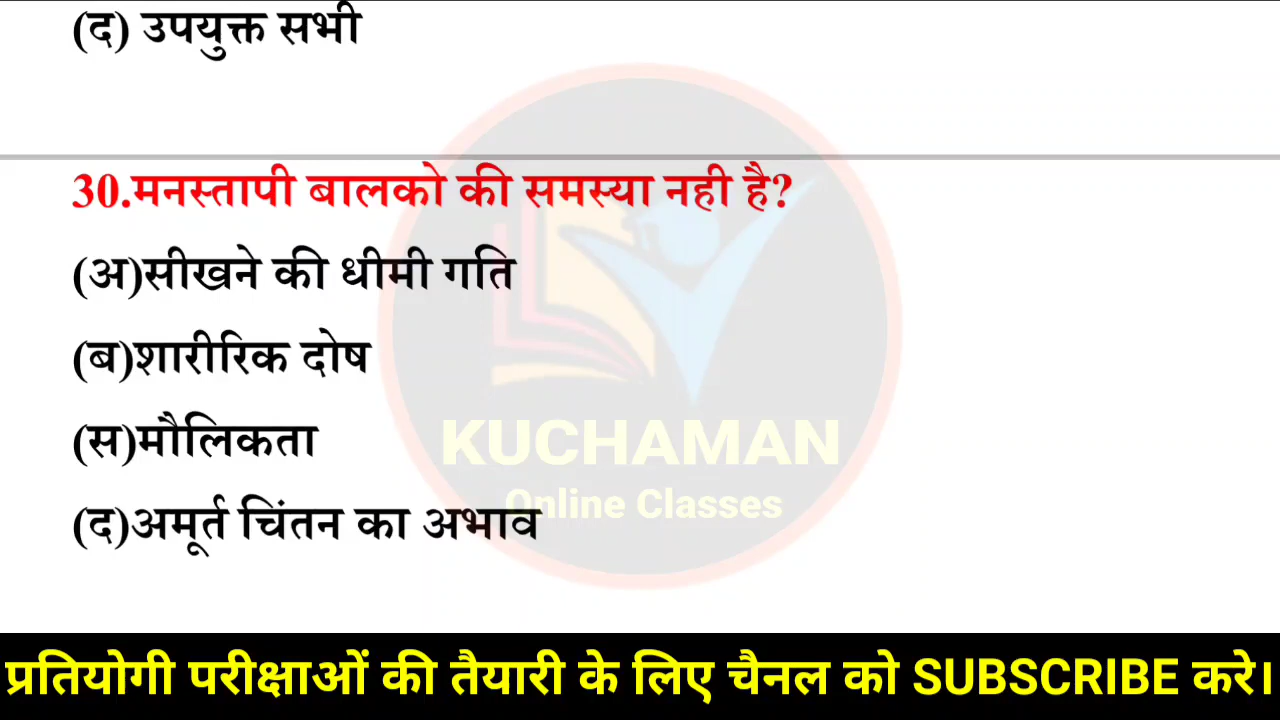 (द) उपयुक्त सभी
30.मनस्तापी बालको की समस्या नही है?
(अ)सीखने की धीमी गति
(ब)शारीरिक दोष
(स)मौलिकता
KUCHAMAN
Online Classes
(द)अमूर्त चिंतन का अभाव
प्रतियोगी परीक्षाओं की तैयारी के लिए चैनल को SUBSCRIBE करे।